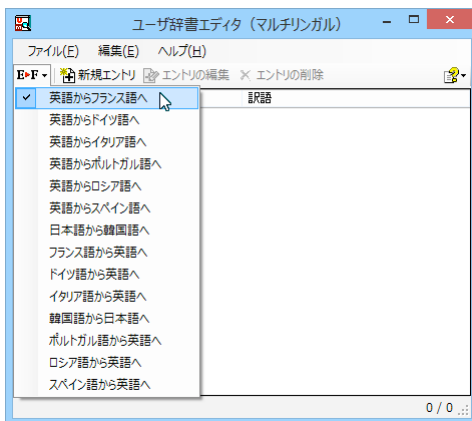 ユーザ辞書エディタ（マルチリンガル）
ファイル(F) 編集(E) ヘルプ(H)
E▸F 新規エントリ エントリの編集 エントリの削除
訳語
英語からフランス語へ
英語からドイツ語へ
英語からイタリア語へ
英語からポルトガル語へ
英語からロシア語へ
英語からスペイン語へ
日本語から韓国語へ
フランス語から英語へ
ドイツ語から英語へ
イタリア語から英語へ
韓国語から日本語へ
ポルトガル語から英語へ
ロシア語から英語へ
スペイン語から英語へ
0 / 0